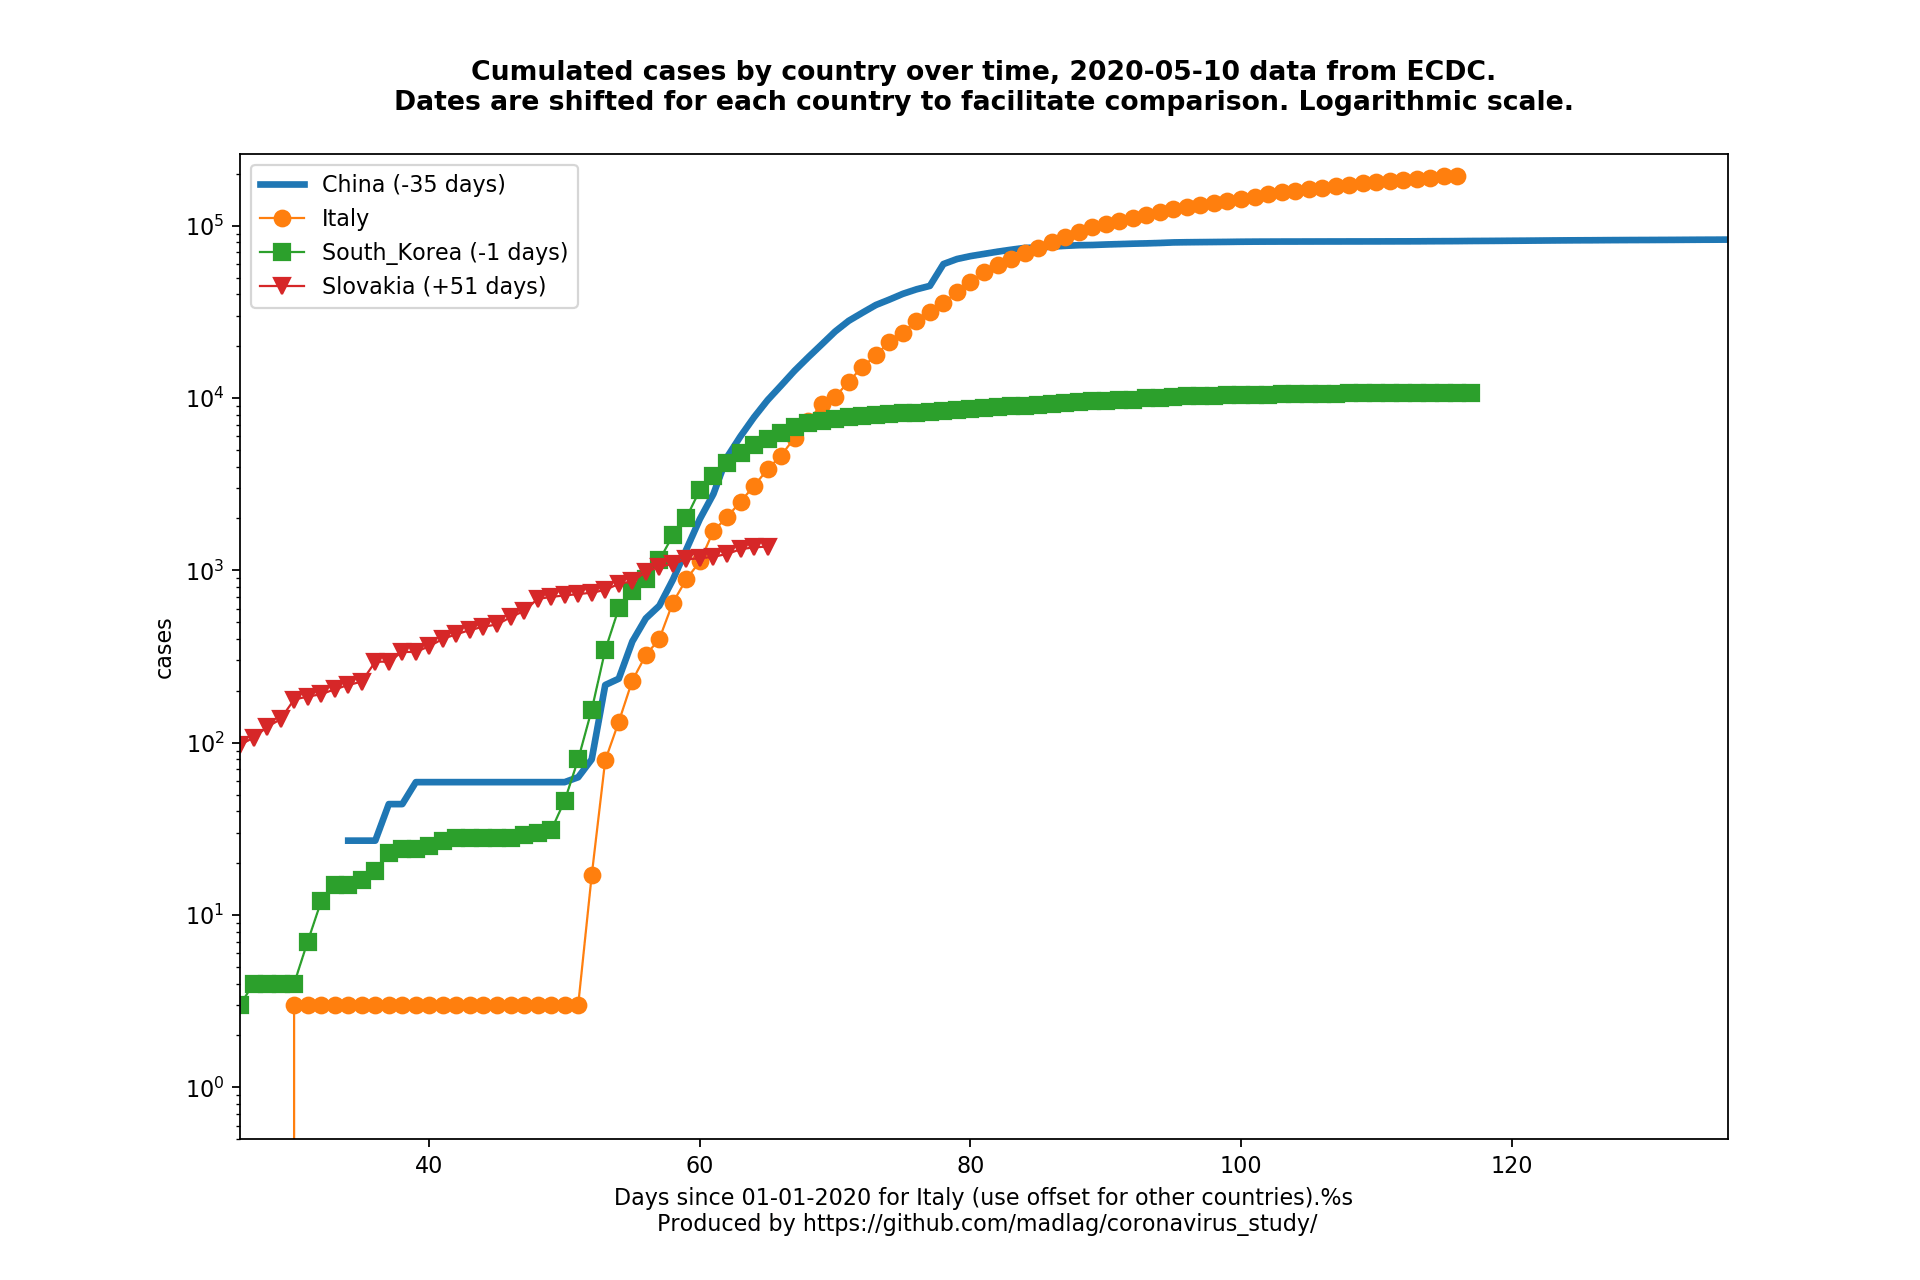 Cumulated cases by country over time, 2020-05-10 data from ECDC.
Dates are shifted for each country to facilitate comparison. Logarithmic scale.
China (-35 days)
Italy
South_Korea (-1 days)
Slovakia (+51 days)
10^5
10^4
10^3
10^2
10^1
10^0
cases
40 60 80 100 120
Days since 01-01-2020 for Italy (use offset for other countries).%s
Produced by https://github.com/madlag/coronavirus_study/